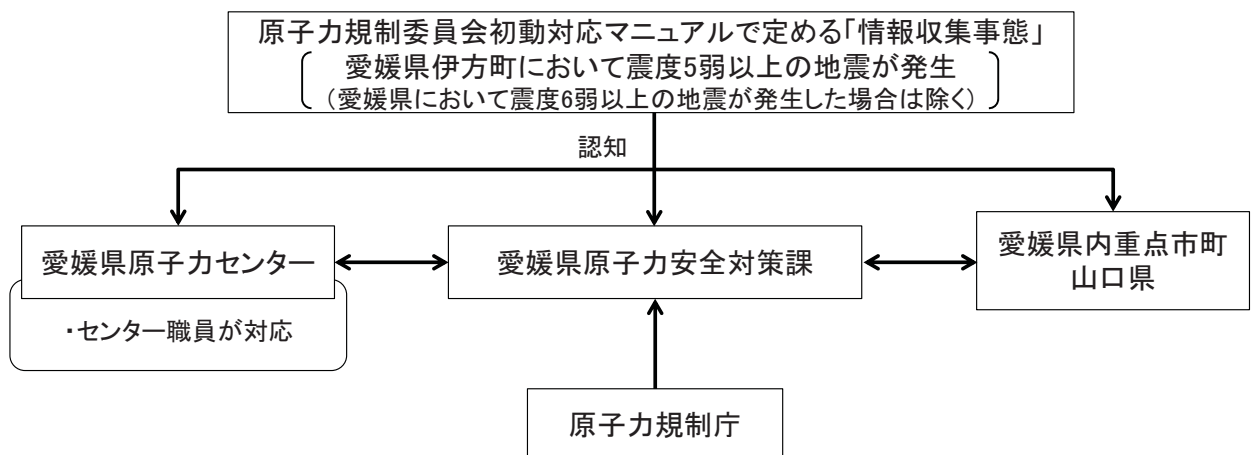 原子力規制委員会初動対応マニュアルで定める「情報収集事態」
愛媛県伊方町において震度5弱以上の地震が発生
(愛媛県において震度6弱以上の地震が発生した場合は除く)
認知
愛媛県原子力センター
・センター職員が対応
愛媛県原子力安全対策課
愛媛県内重点市町
山口県
原子力規制庁